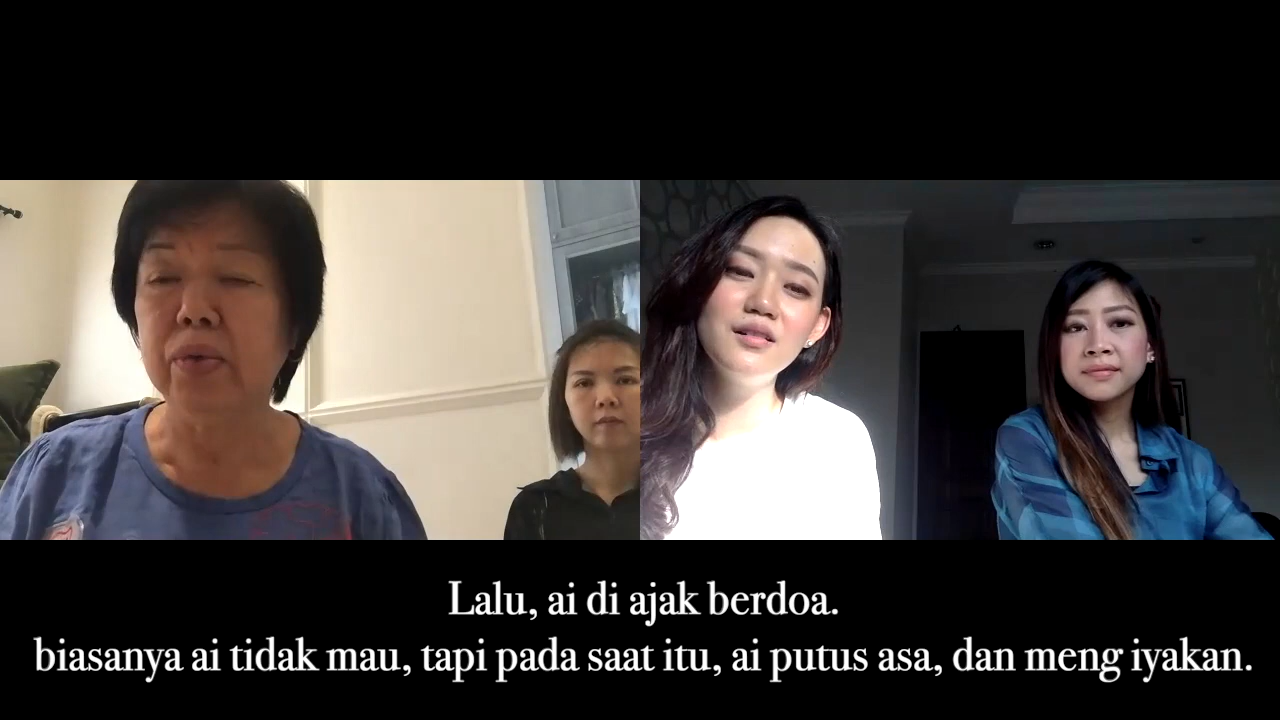 Lalu, ai di ajak berdoa.
biasanya ai tidak mau, tapi pada saat itu, ai putus asa, dan meng iyakan.